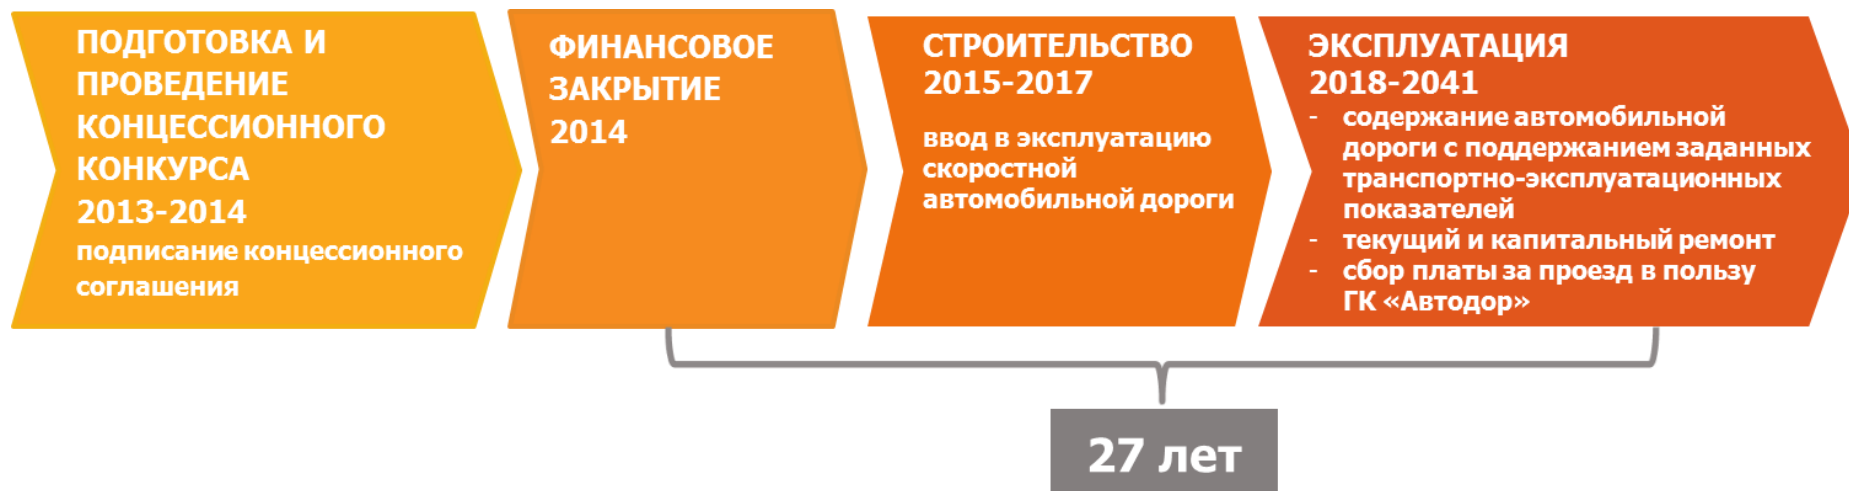 ПОДГОТОВКА И
ПРОВЕДЕНИЕ
КОНЦЕССИОННОГО
КОНКУРСА
2013-2014
подписание концессионного
соглашения
ФИНАНСОВОЕ
ЗАКРЫТИЕ
2014
СТРОИТЕЛЬСТВО
2015-2017
ввод в эксплуатацию
скоростной
автомобильной дороги
ЭКСПЛУАТАЦИЯ
2018-2041
- содержание автомобильной
дороги с поддержанием заданных
транспортно-эксплуатационных
показателей
- текущий и капитальный ремонт
- сбор платы за проезд в пользу
ГК «Автодор»
27 лет